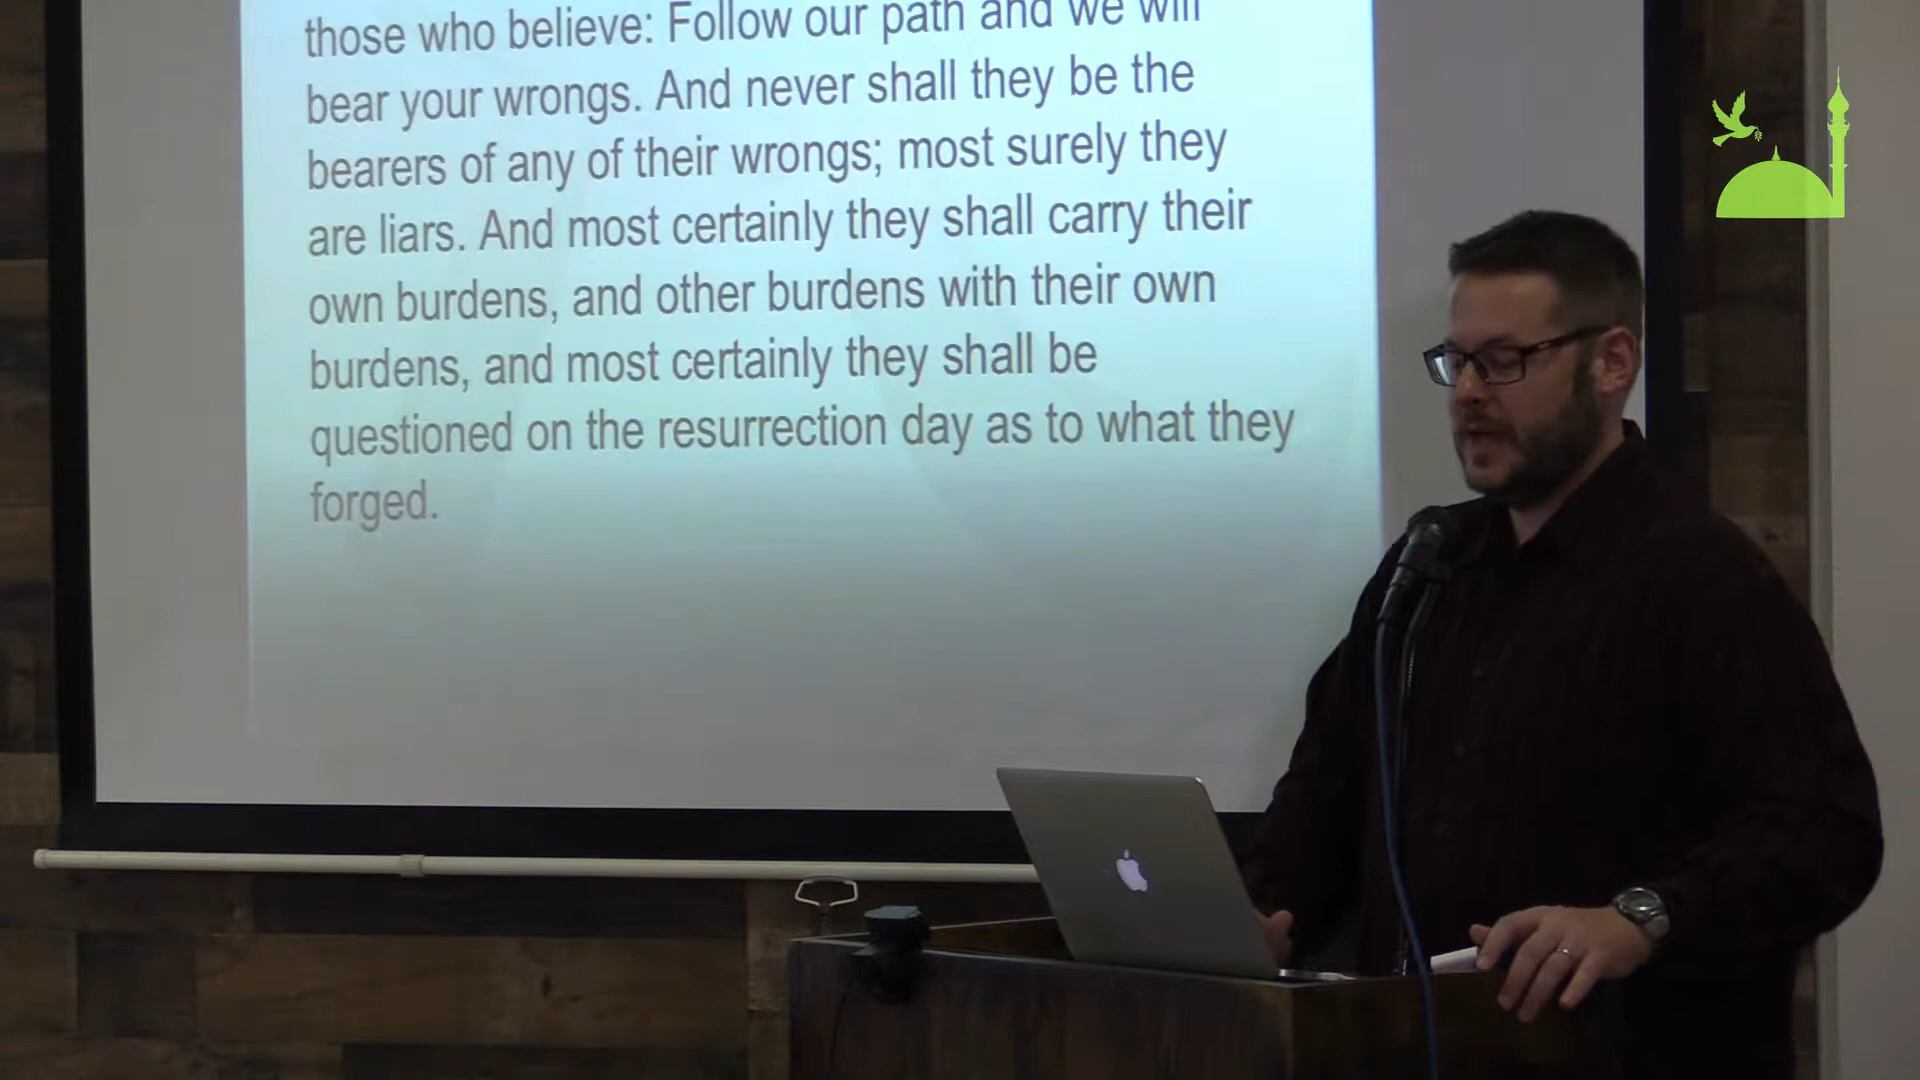 those who believe: Follow our path and we will
bear your wrongs. And never shall they be the
bearers of any of their wrongs; most surely they
are liars. And most certainly they shall carry their
own burdens, and other burdens with their own
burdens, and most certainly they shall be
questioned on the resurrection day as to what they
forged.